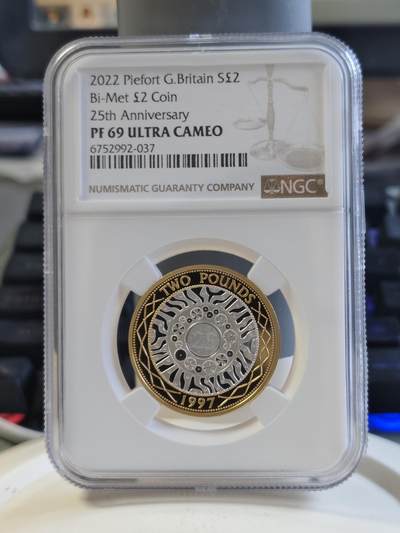 2022 Piefort G.Britain S£2
Bi-Met £2 Coin
25th Anniversary
PF 69 ULTRA CAMEO
6752992-037
NUMISMATIC GUARANTY COMPANY
NGC
TWO POUNDS
1997